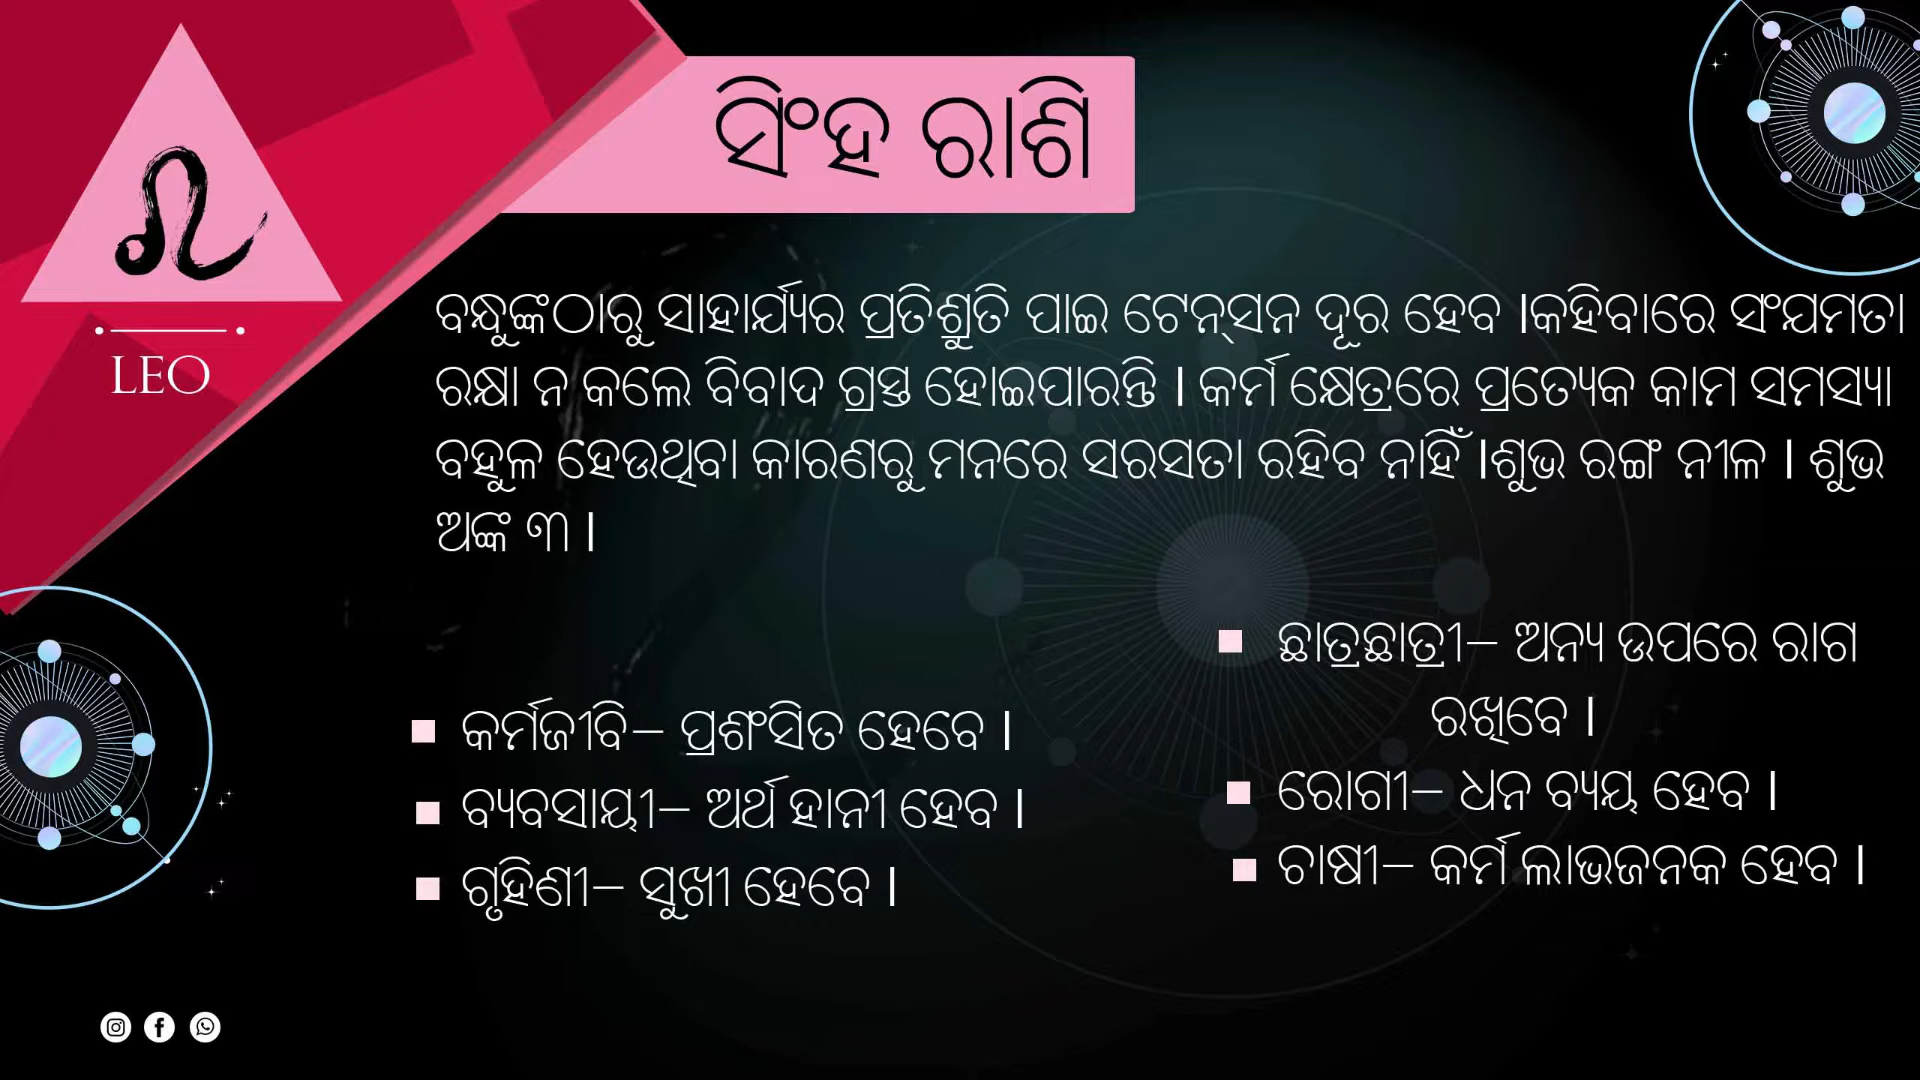 ସିଂହ ରାଶି
LEO
ବନ୍ଧୁଙ୍କଠାରୁ ସାହାର୍ଯ୍ୟର ପ୍ରତିଶ୍ରୁତି ପାଇ ଟେନ୍‌ସନ ଦୂର ହେବ ।କହିବାରେ ସଂଯମତା
ରକ୍ଷା ନ କଲେ ବିବାଦ ଗ୍ରସ୍ତ ହୋଇପାରନ୍ତି । କର୍ମ କ୍ଷେତ୍ରରେ ପ୍ରତ୍ୟେକ କାମ ସମସ୍ୟା
ବହୁଳ ହେଉଥିବା କାରଣରୁ ମନରେ ସରସତା ରହିବ ନାହିଁ ।ଶୁଭ ରଙ୍ଗ ନୀଳ । ଶୁଭ
ଅଙ୍କ ୩ ।
କର୍ମଜୀବି– ପ୍ରଶଂସିତ ହେବେ ।
ବ୍ୟବସାୟୀ– ଅର୍ଥ ହାନୀ ହେବ ।
ଗୃହିଣୀ– ସୁଖୀ ହେବେ ।
ଛାତ୍ରଛାତ୍ରୀ– ଅନ୍ୟ ଉପରେ ରାଗ
ରଖିବେ ।
ରୋଗୀ– ଧନ ବ୍ୟୟ ହେବ ।
ଚାଷୀ– କର୍ମ ଲାଭଜନକ ହେବ ।